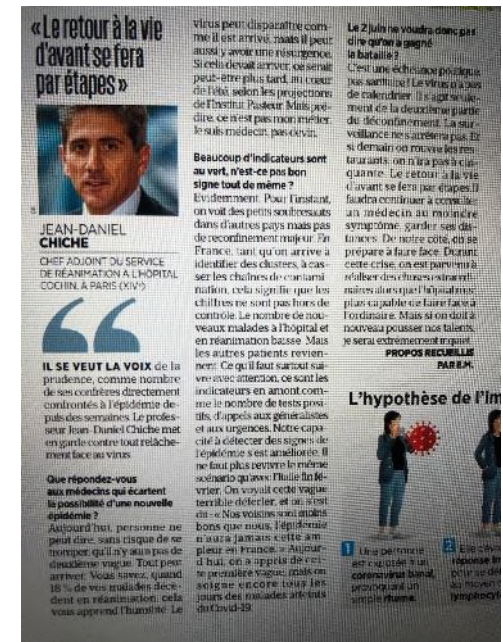 « Le retour à la vie
d'avant se fera
par étapes »
JEAN-DANIEL
CHICHE
CHEF ADJOINT DU SERVICE
DE RÉANIMATION À L'HÔPITAL
COCHIN, À PARIS (XIVᵉ)
IL SE VEUT LA VOIX de la
prudence, comme nombre
de ses confrères directement
confrontés à l'épidémie de-
puis des semaines. Le profes-
seur Jean-Daniel Chiche met
en garde contre tout relâche-
ment face au virus.
Que répondez-vous
aux médecins qui écartent
la possibilité d'une nouvelle
épidémie ?
Aujourd'hui, personne ne
peut dire, sans risque de se
tromper, qu'il n'y aura pas de
deuxième vague. Tout peut
arriver. Vous savez, quand
18 % de vos malades décè-
dent en réanimation, cela
vous apprend l'humilité. Le
virus peut disparaître com-
me il est arrivé, mais il peut
aussi y avoir une résurgence.
Si cela devait arriver, ce serait
peut-être plus tard, au cœur
de l'été, selon les projections
de l'Institut Pasteur. Mais pré-
dire, ce n'est pas mon métier.
Je suis médecin, pas devin.
Beaucoup d'indicateurs sont
au vert, n'est-ce pas bon
signe tout de même ?
Évidemment. Pour l'instant,
on voit des petits soubresauts
dans d'autres pays mais pas
de reconfinement majeur. En
France, tant qu'on arrive à
identifier des clusters, à cas-
ser les chaînes de contami-
nation, cela signifie que les
chiffres ne sont pas hors de
contrôle. Le nombre de nou-
veaux malades à l'hôpital et
en réanimation baisse. Mais
les autres patients revien-
nent. Ce qu'il faut surtout sui-
vre avec attention, ce sont les
indicateurs en amont com-
me le nombre de tests posi-
tifs, d'appels aux généralistes
et aux urgences. Notre capa-
cité à détecter des signes de
l'épidémie s'est améliorée. Il
ne faut plus revivre le même
scénario qu'avec l'Italie fin fé-
vrier. On voyait cette vague
terrible déferler, et on s'est
dit : « Nos voisins sont moins
bons que nous, l'épidémie
n'aura jamais cette am-
pleur en France. » Aujour-
d'hui, on a appris de cet-
te première vague, mais on
soigne encore tous les
jours des malades atteints
du Covid-19.
Le 2 juin ne voudra donc pas
dire qu'on a gagné
la bataille ?
C'est une échéance politique,
pas sanitaire ! Le virus n'a pas
de calendrier. Il s'agit seule-
ment de la deuxième partie
du déconfinement. La sur-
veillance ne s'arrêtera pas. Et
si demain on rouvre les res-
taurants, on n'ira pas à cin-
quante. Le retour à la vie
d'avant se fera par étapes. Il
faudra continuer à consulter
un médecin au moindre
symptôme, garder ses dis-
tances. De notre côté, on se
prépare à faire face. Durant
cette crise, on est parvenu à
réaliser des choses extraordi-
naires alors que l'hôpital n'est
plus capable de faire face à
l'ordinaire. Mais si on doit à
nouveau pousser nos talents,
je serai extrêmement inquiet.
PROPOS RECUEILLIS
PAR E.M.
L'hypothèse de l'im
1 Une personne
est exposée à un
coronavirus banal,
provoquant un
simple rhume.
2 Elle
réponse
pour se
au moyen
lymphocyt